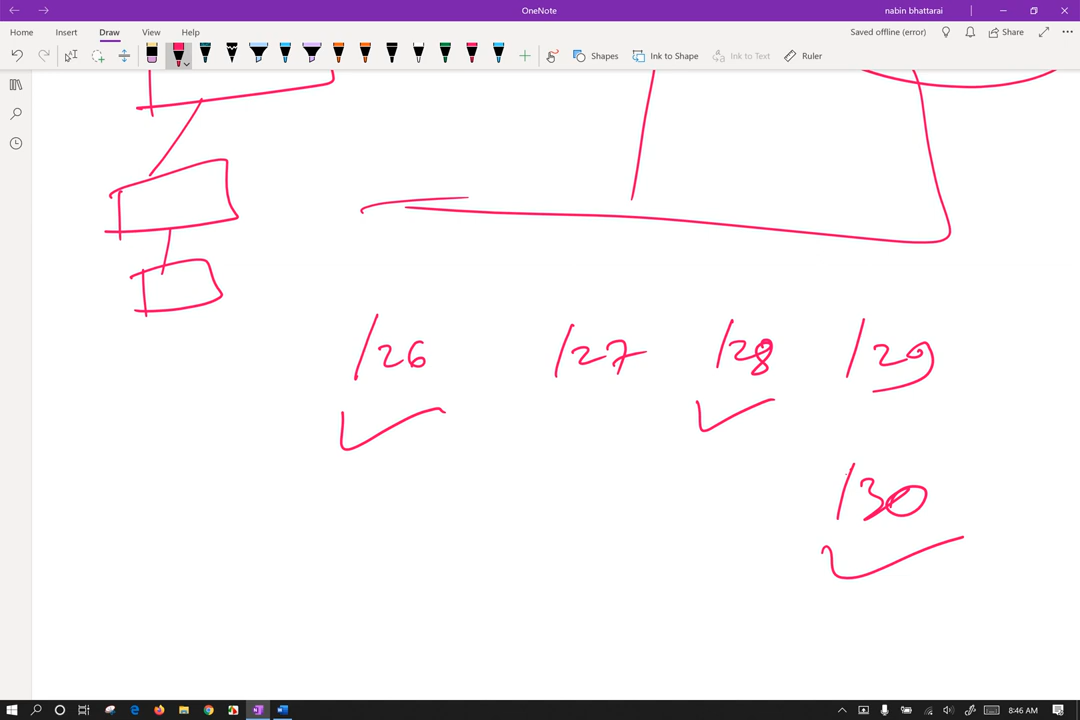 OneNote
nabin bhattarai
Home Insert Draw View Help
Saved offline (error)
Share
Shapes
Ink to Shape
Ink to Text
Ruler
/26 /27 /28 /29
/30
8:46 AM